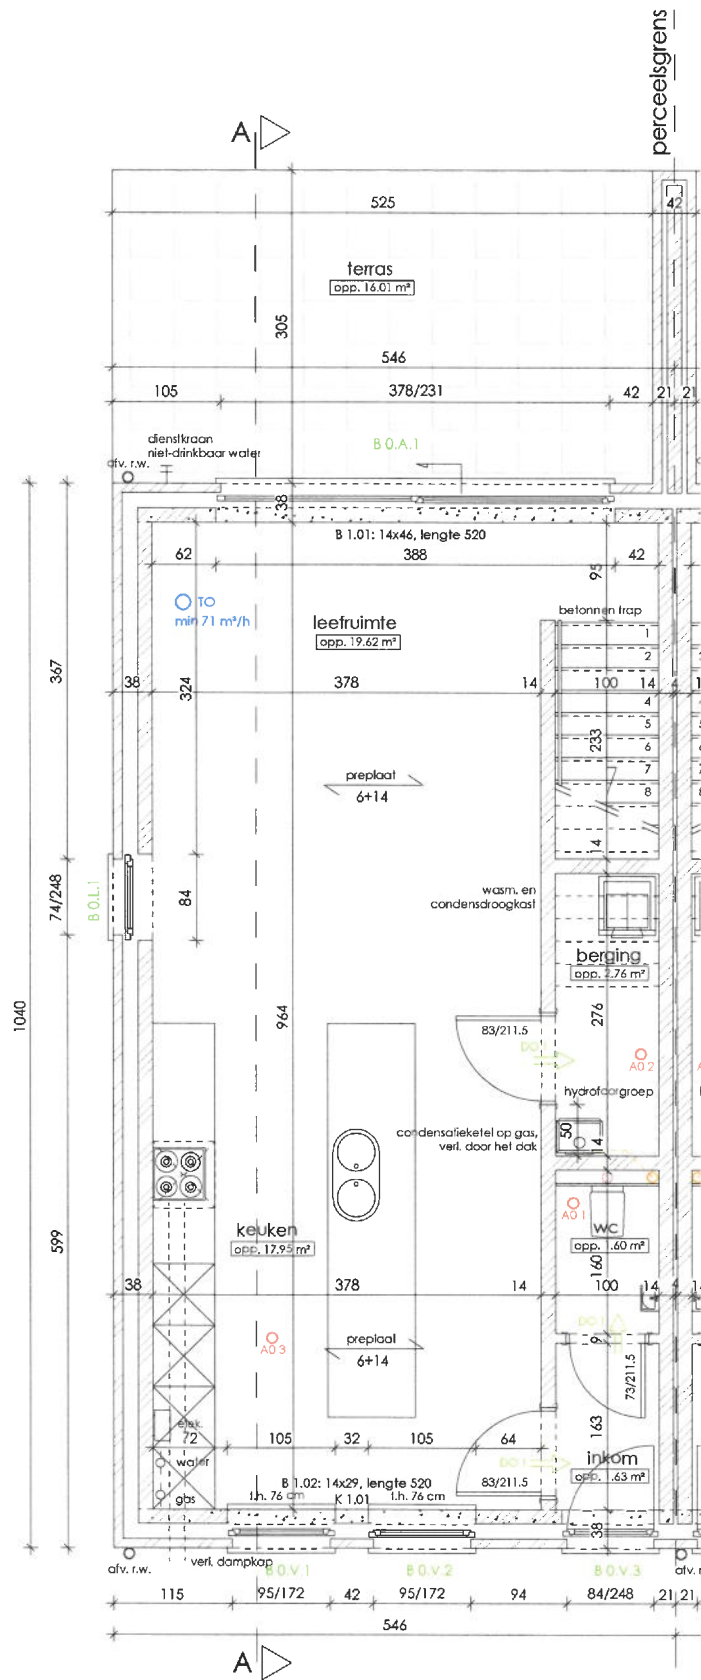 perceelsgrens
A
525
42
terras
opp. 16.01 m²
305
546
105
378/231
42
21
21
dienstkraan
niet-drinkbaar water
B 0.A.1
afv. r.w.
38
B 1.01: 14x46, lengte 520
62
388
42
95
TO
min 71 m³/h
leefruimte
opp. 19.62 m²
betonnen trap
1
2
367
38
324
378
14
100
14
4
4
5
6
7
8
233
preplaat
6+14
14
74/248
B 0.L.1
84
wasm. en
condensdroogkast
berging
opp. 2.76 m²
1040
964
276
83/211.5
A0 2
hydrofoorgroep
50
4
condensatieketel op gas,
verl. door het dak
A0 1
WC
keuken
opp. 17.95 m²
160
599
38
378
14
100
14
4
A0 3
preplaat
6+14
9
73/211.5
elek.
72
105
32
105
64
163
water
83/211.5
inkom
B 1.02: 14x29, lengte 520
gas
l.h. 76 cm
K 1.01
l.h. 76 cm
38
afv. r.w.
verl. dampkap
B 0.V.1
B 0.V.2
B 0.V.3
afv. r
115
95/172
42
95/172
94
84/248
21
21
546
A